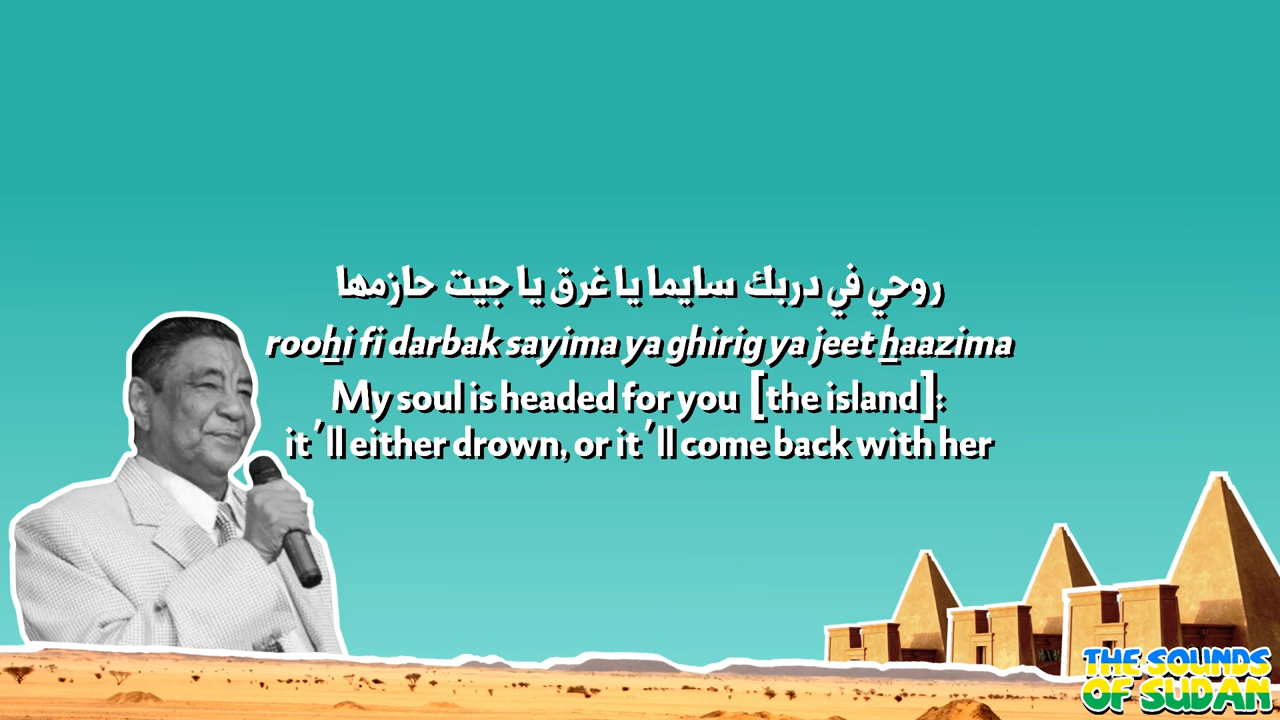 روحي في دربك سايما يا غرق يا جيت حازمها
roohi fi darbak sayima ya ghirig ya jeet haazima
My soul is headed for you [the island]:
it'll either drown, or it'll come back with her
THE SOUNDS
OF SUDAN